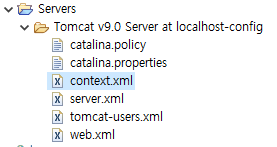 Servers
Tomcat v9.0 Server at localhost-config
catalina.policy
catalina.properties
context.xml
server.xml
tomcat-users.xml
web.xml